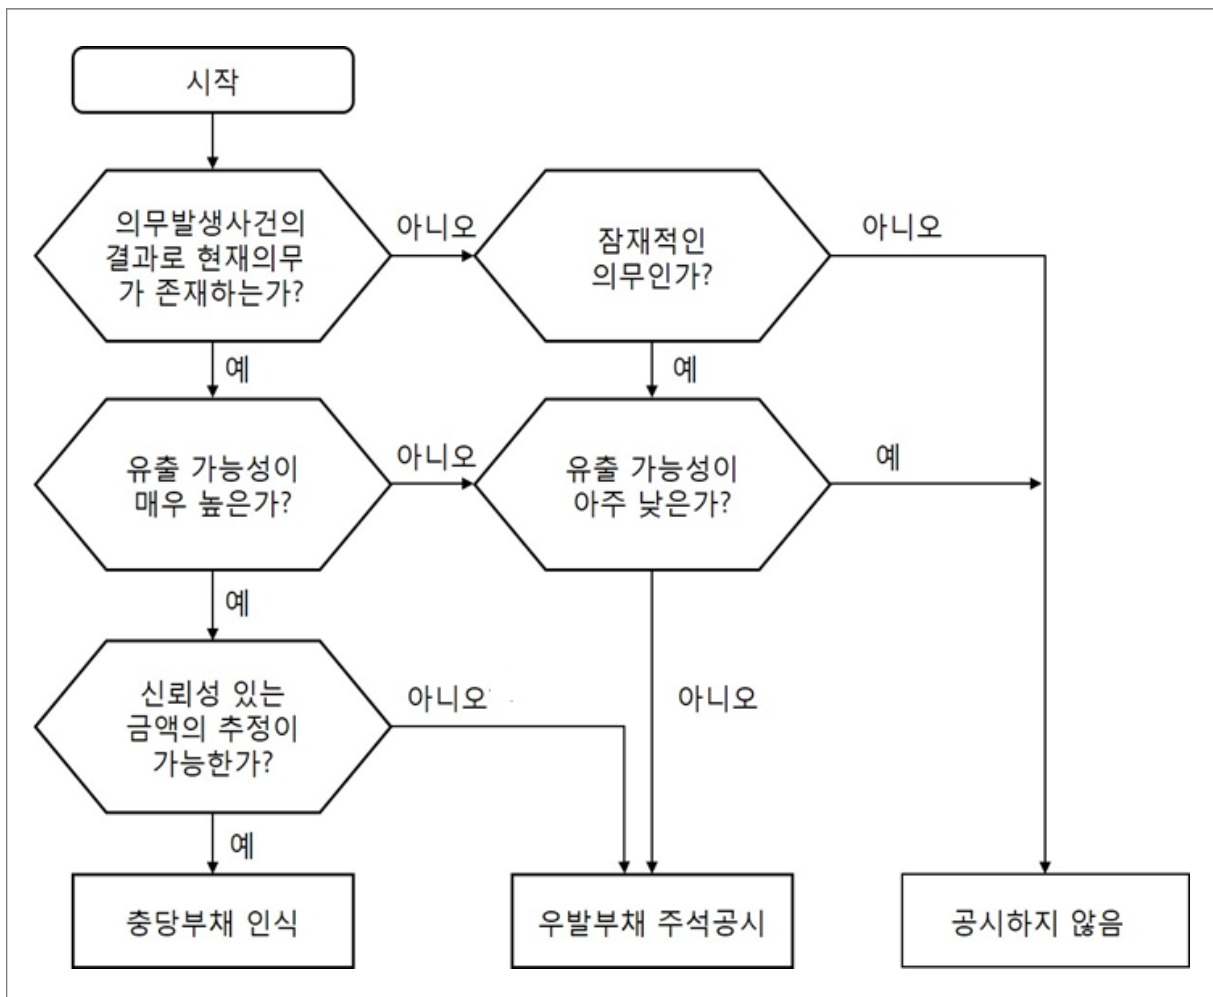 시작
의무발생사건의
결과로 현재의무
가 존재하는가?
아니오
잠재적인
의무인가?
아니오
예
예
유출 가능성이
매우 높은가?
아니오
유출 가능성이
아주 낮은가?
예
예
신뢰성 있는
금액의 추정이
가능한가?
아니오
아니오
예
충당부채 인식
우발부채 주석공시
공시하지 않음